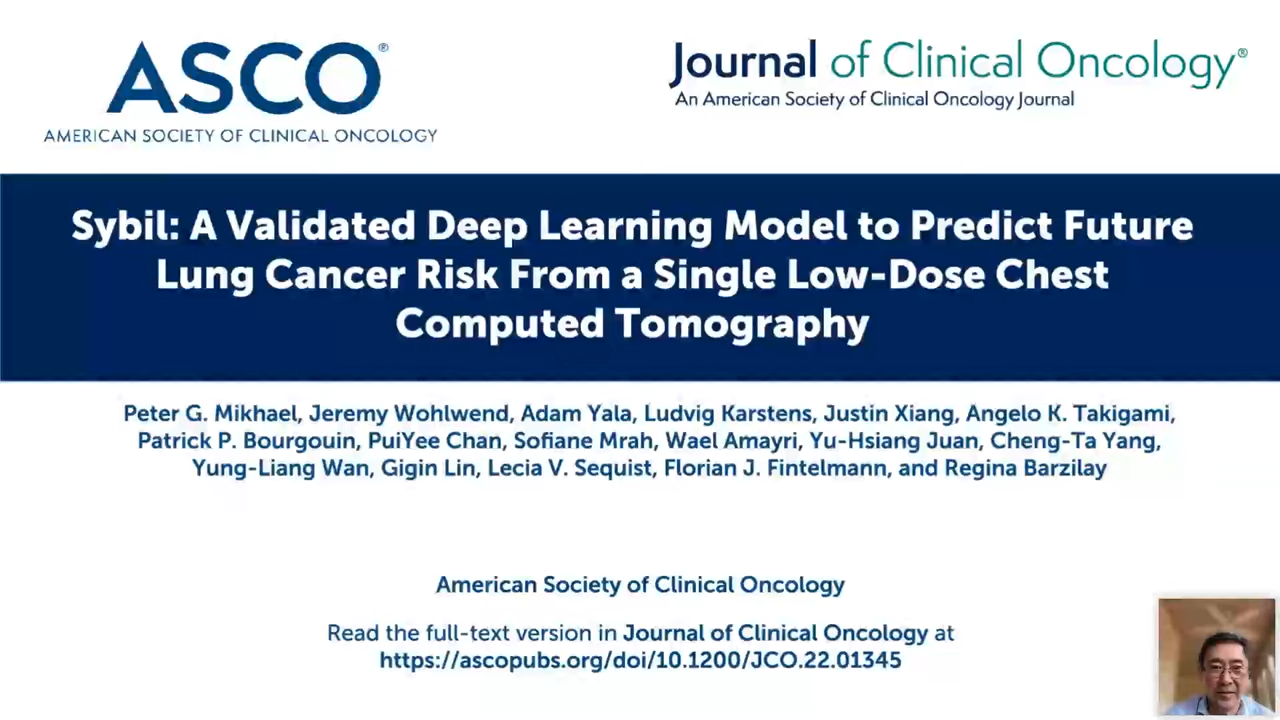 ASCO®
AMERICAN SOCIETY OF CLINICAL ONCOLOGY
Journal of Clinical Oncology®
An American Society of Clinical Oncology Journal
Sybil: A Validated Deep Learning Model to Predict Future
Lung Cancer Risk From a Single Low-Dose Chest
Computed Tomography
Peter G. Mikhael, Jeremy Wohlwend, Adam Yala, Ludvig Karstens, Justin Xiang, Angelo K. Takigami,
Patrick P. Bourgouin, PuiYee Chan, Sofiane Mrah, Wael Amayri, Yu-Hsiang Juan, Cheng-Ta Yang,
Yung-Liang Wan, Gigin Lin, Lecia V. Sequist, Florian J. Fintelmann, and Regina Barzilay
American Society of Clinical Oncology
Read the full-text version in Journal of Clinical Oncology at
https://ascopubs.org/doi/10.1200/JCO.22.01345